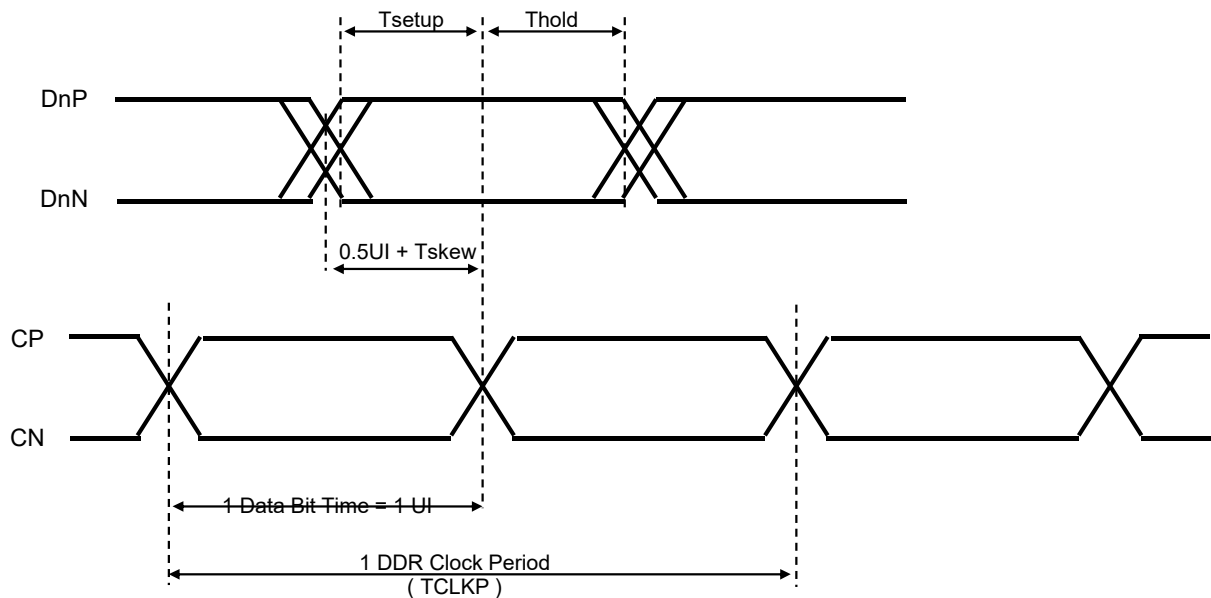 Tsetup
Thold
DnP
DnN
0.5UI + Tskew
CP
CN
1 Data Bit Time = 1 UI
1 DDR Clock Period
( TCLKP )